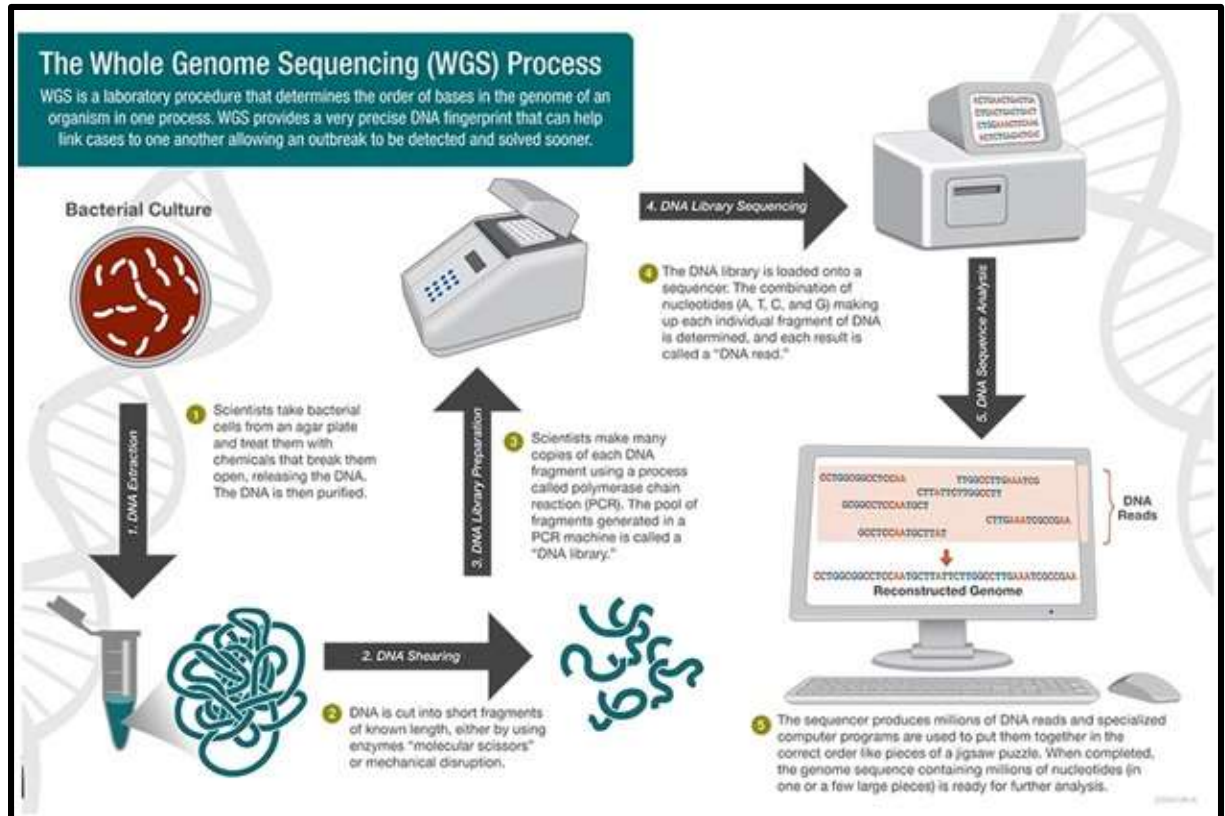 The Whole Genome Sequencing (WGS) Process
WGS is a laboratory procedure that determines the order of bases in the genome of an
organism in one process. WGS provides a very precise DNA fingerprint that can help
link cases to one another allowing an outbreak to be detected and solved sooner.
Bacterial Culture
1. DNA Extraction
1 Scientists take bacterial
cells from an agar plate
and treat them with
chemicals that break them
open, releasing the DNA.
The DNA is then purified.
2. DNA Shearing
2 DNA is cut into short fragments
of known length, either by using
enzymes “molecular scissors”
or mechanical disruption.
3. DNA Library Preparation
3 Scientists make many
copies of each DNA
fragment using a process
called polymerase chain
reaction (PCR). The pool of
fragments generated in a
PCR machine is called a
“DNA library.”
4. DNA Library Sequencing
4 The DNA library is loaded onto a
sequencer. The combination of
nucleotides (A, T, C, and G) making
up each individual fragment of DNA
is determined, and each result is
called a “DNA read.”
5. DNA Sequence Analysis
CCTGGCGGCCTCCAA TTGGCCTTGAAATCG
CTTATTCTTGGCCTT
GCGGCCTCCAATGCT
CTTGAAATCGCCGAA
GCCTCCAATGCTTAT
DNA
Reads
CCTGGCGGCCTCCAATGCTTATTCTTGGCCTTGAAATCGCCGAA
Reconstructed Genome
5 The sequencer produces millions of DNA reads and specialized
computer programs are used to put them together in the
correct order like pieces of a jigsaw puzzle. When completed,
the genome sequence containing millions of nucleotides (in
one or a few large pieces) is ready for further analysis.